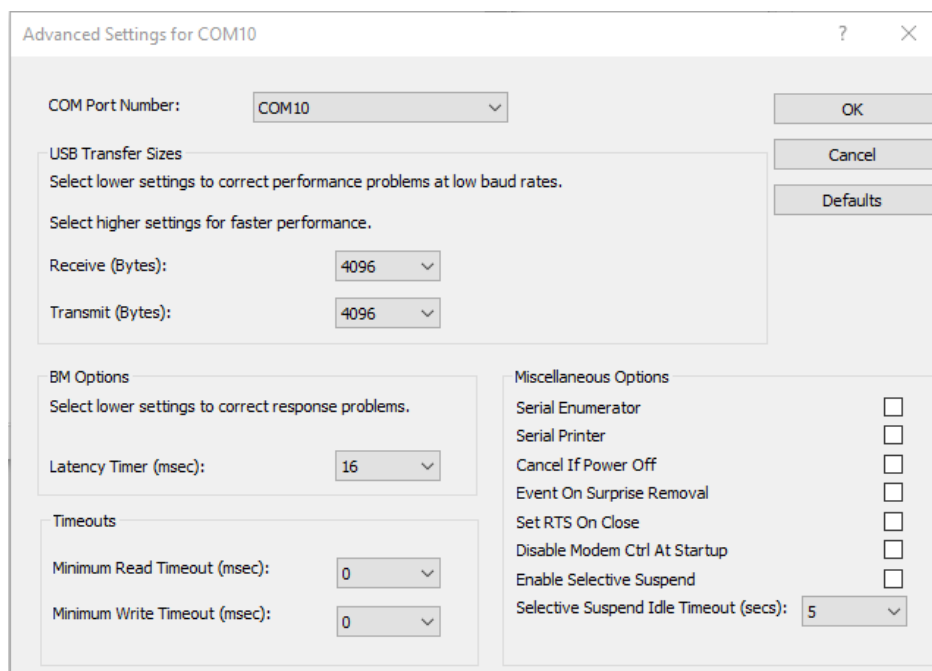 Advanced Settings for COM10
?
COM Port Number: COM10
OK
Cancel
Defaults
USB Transfer Sizes
Select lower settings to correct performance problems at low baud rates.
Select higher settings for faster performance.
Receive (Bytes): 4096
Transmit (Bytes): 4096
BM Options
Select lower settings to correct response problems.
Latency Timer (msec): 16
Timeouts
Minimum Read Timeout (msec): 0
Minimum Write Timeout (msec): 0
Miscellaneous Options
Serial Enumerator
Serial Printer
Cancel If Power Off
Event On Surprise Removal
Set RTS On Close
Disable Modem Ctrl At Startup
Enable Selective Suspend
Selective Suspend Idle Timeout (secs): 5